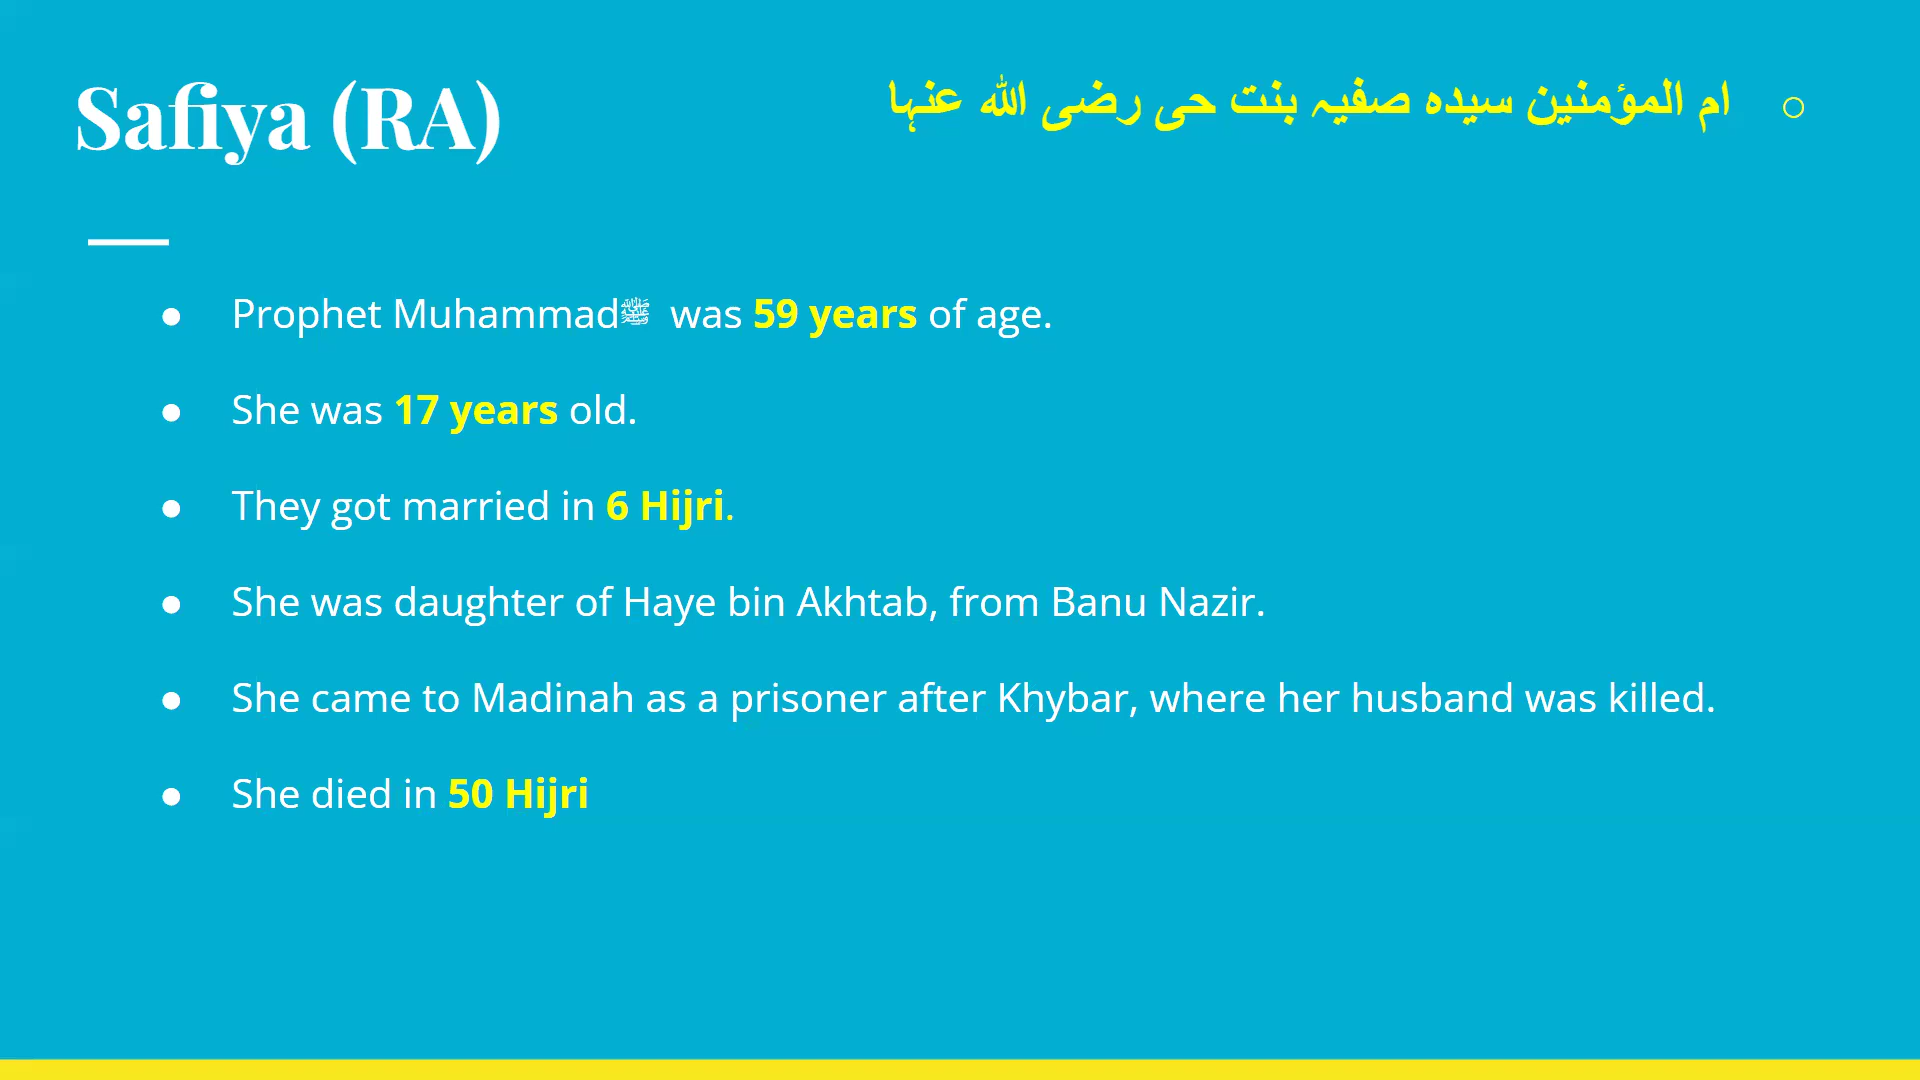 Safiya (RA)
○ ام المؤمنین سیدہ صفیہ بنت حی رضی اللہ عنہا
● Prophet Muhammadﷺ was 59 years of age.
● She was 17 years old.
● They got married in 6 Hijri.
● She was daughter of Haye bin Akhtab, from Banu Nazir.
● She came to Madinah as a prisoner after Khybar, where her husband was killed.
● She died in 50 Hijri